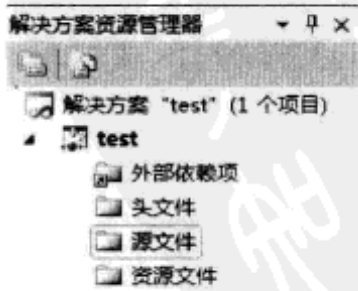 解决方案资源管理器
解决方案 "test" (1 个项目)
test
外部依赖项
头文件
源文件
资源文件